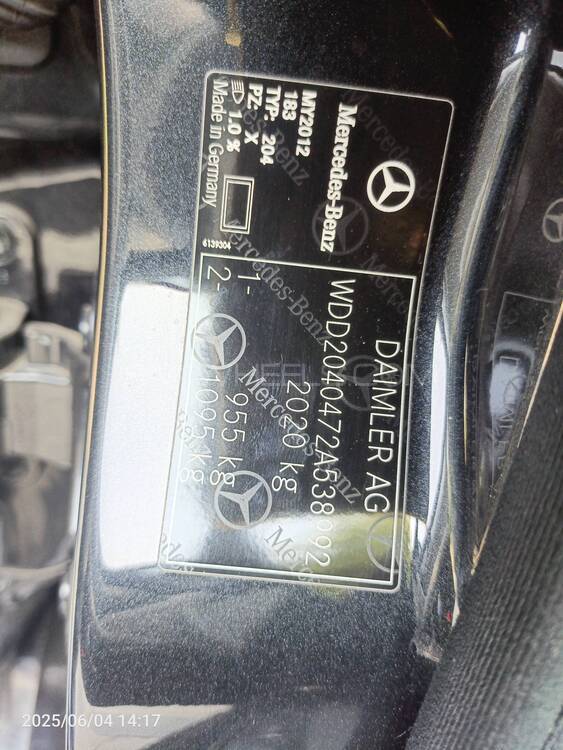 Mercedes-Benz
MY2012
183
TYP: 204
PZ.: X
1.0 %
Made in Germany
6139304
DAIMLER AG
WDD2040472A538992
2020 kg
1- 955 kg
2- 1095 kg
2025/06/04 14:17